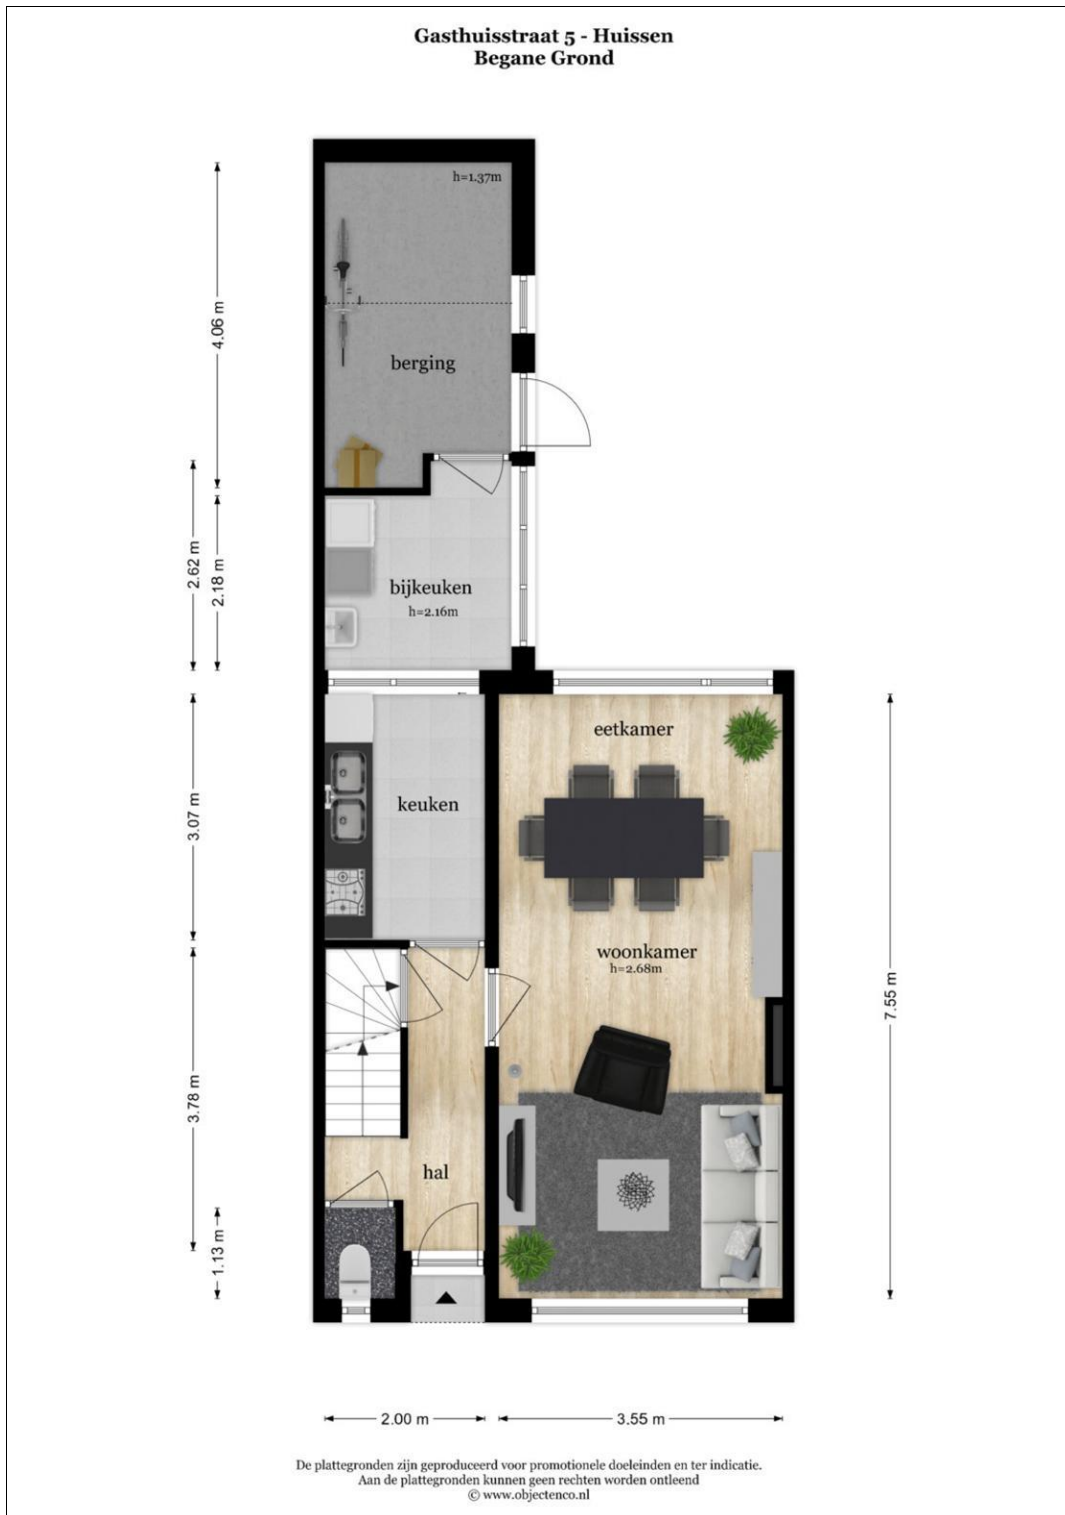 Gasthuisstraat 5 - Huissen
Begane Grond
h=1.37m
4.06 m
berging
2.62 m
2.18 m
bijkeuken
h=2.16m
eetkamer
keuken
3.07 m
woonkamer
h=2.68m
7.55 m
3.78 m
hal
1.13 m
2.00 m
3.55 m
De plattegronden zijn geproduceerd voor promotionele doeleinden en ter indicatie.
Aan de plattegronden kunnen geen rechten worden ontleend
© www.objectenco.nl